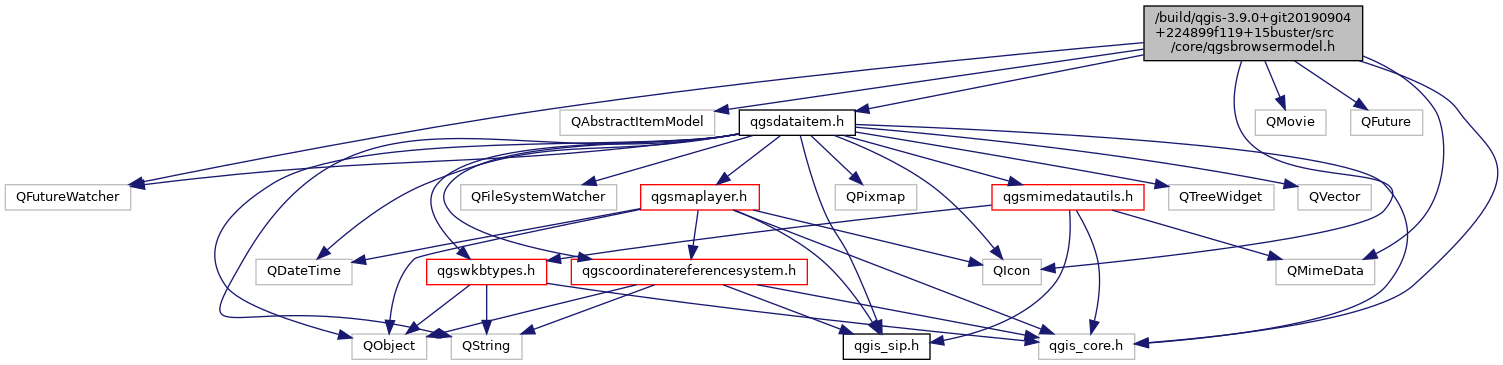 /build/qgis-3.9.0+git20190904
+224899f119+15buster/src
/core/qgsbrowsermodel.h
QAbstractItemModel
qgsdataitem.h
QMovie
QFuture
QFutureWatcher
QFileSystemWatcher
qgsmaplayer.h
QPixmap
qgsmimedatautils.h
QTreeWidget
QVector
QDateTime
qgswkbtypes.h
qgscoordinatereferencesystem.h
QIcon
QMimeData
QObject
QString
qgis_sip.h
qgis_core.h